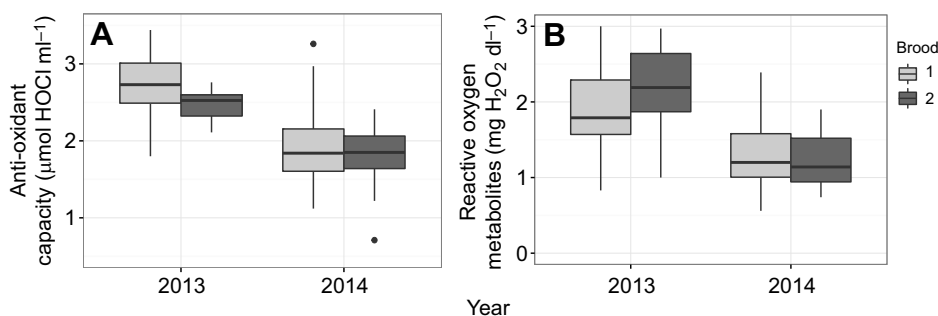 A
Anti-oxidant
capacity (μmol HOCl ml⁻¹)
3
2
1
2013
2014
B
Reactive oxygen
metabolites (mg H₂O₂ dl⁻¹)
3
2
1
0
2013
2014
Year
Brood
1
2